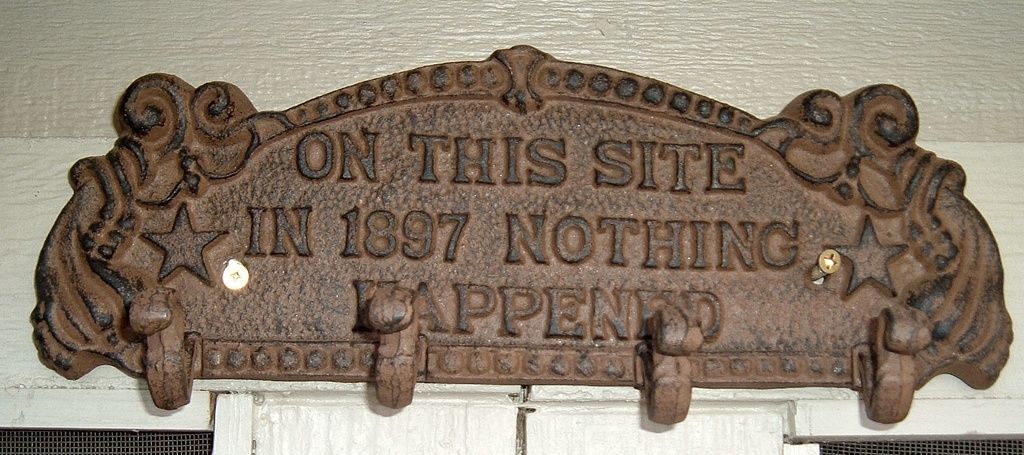 ON THIS SITE
IN 1897 NOTHING
HAPPENED